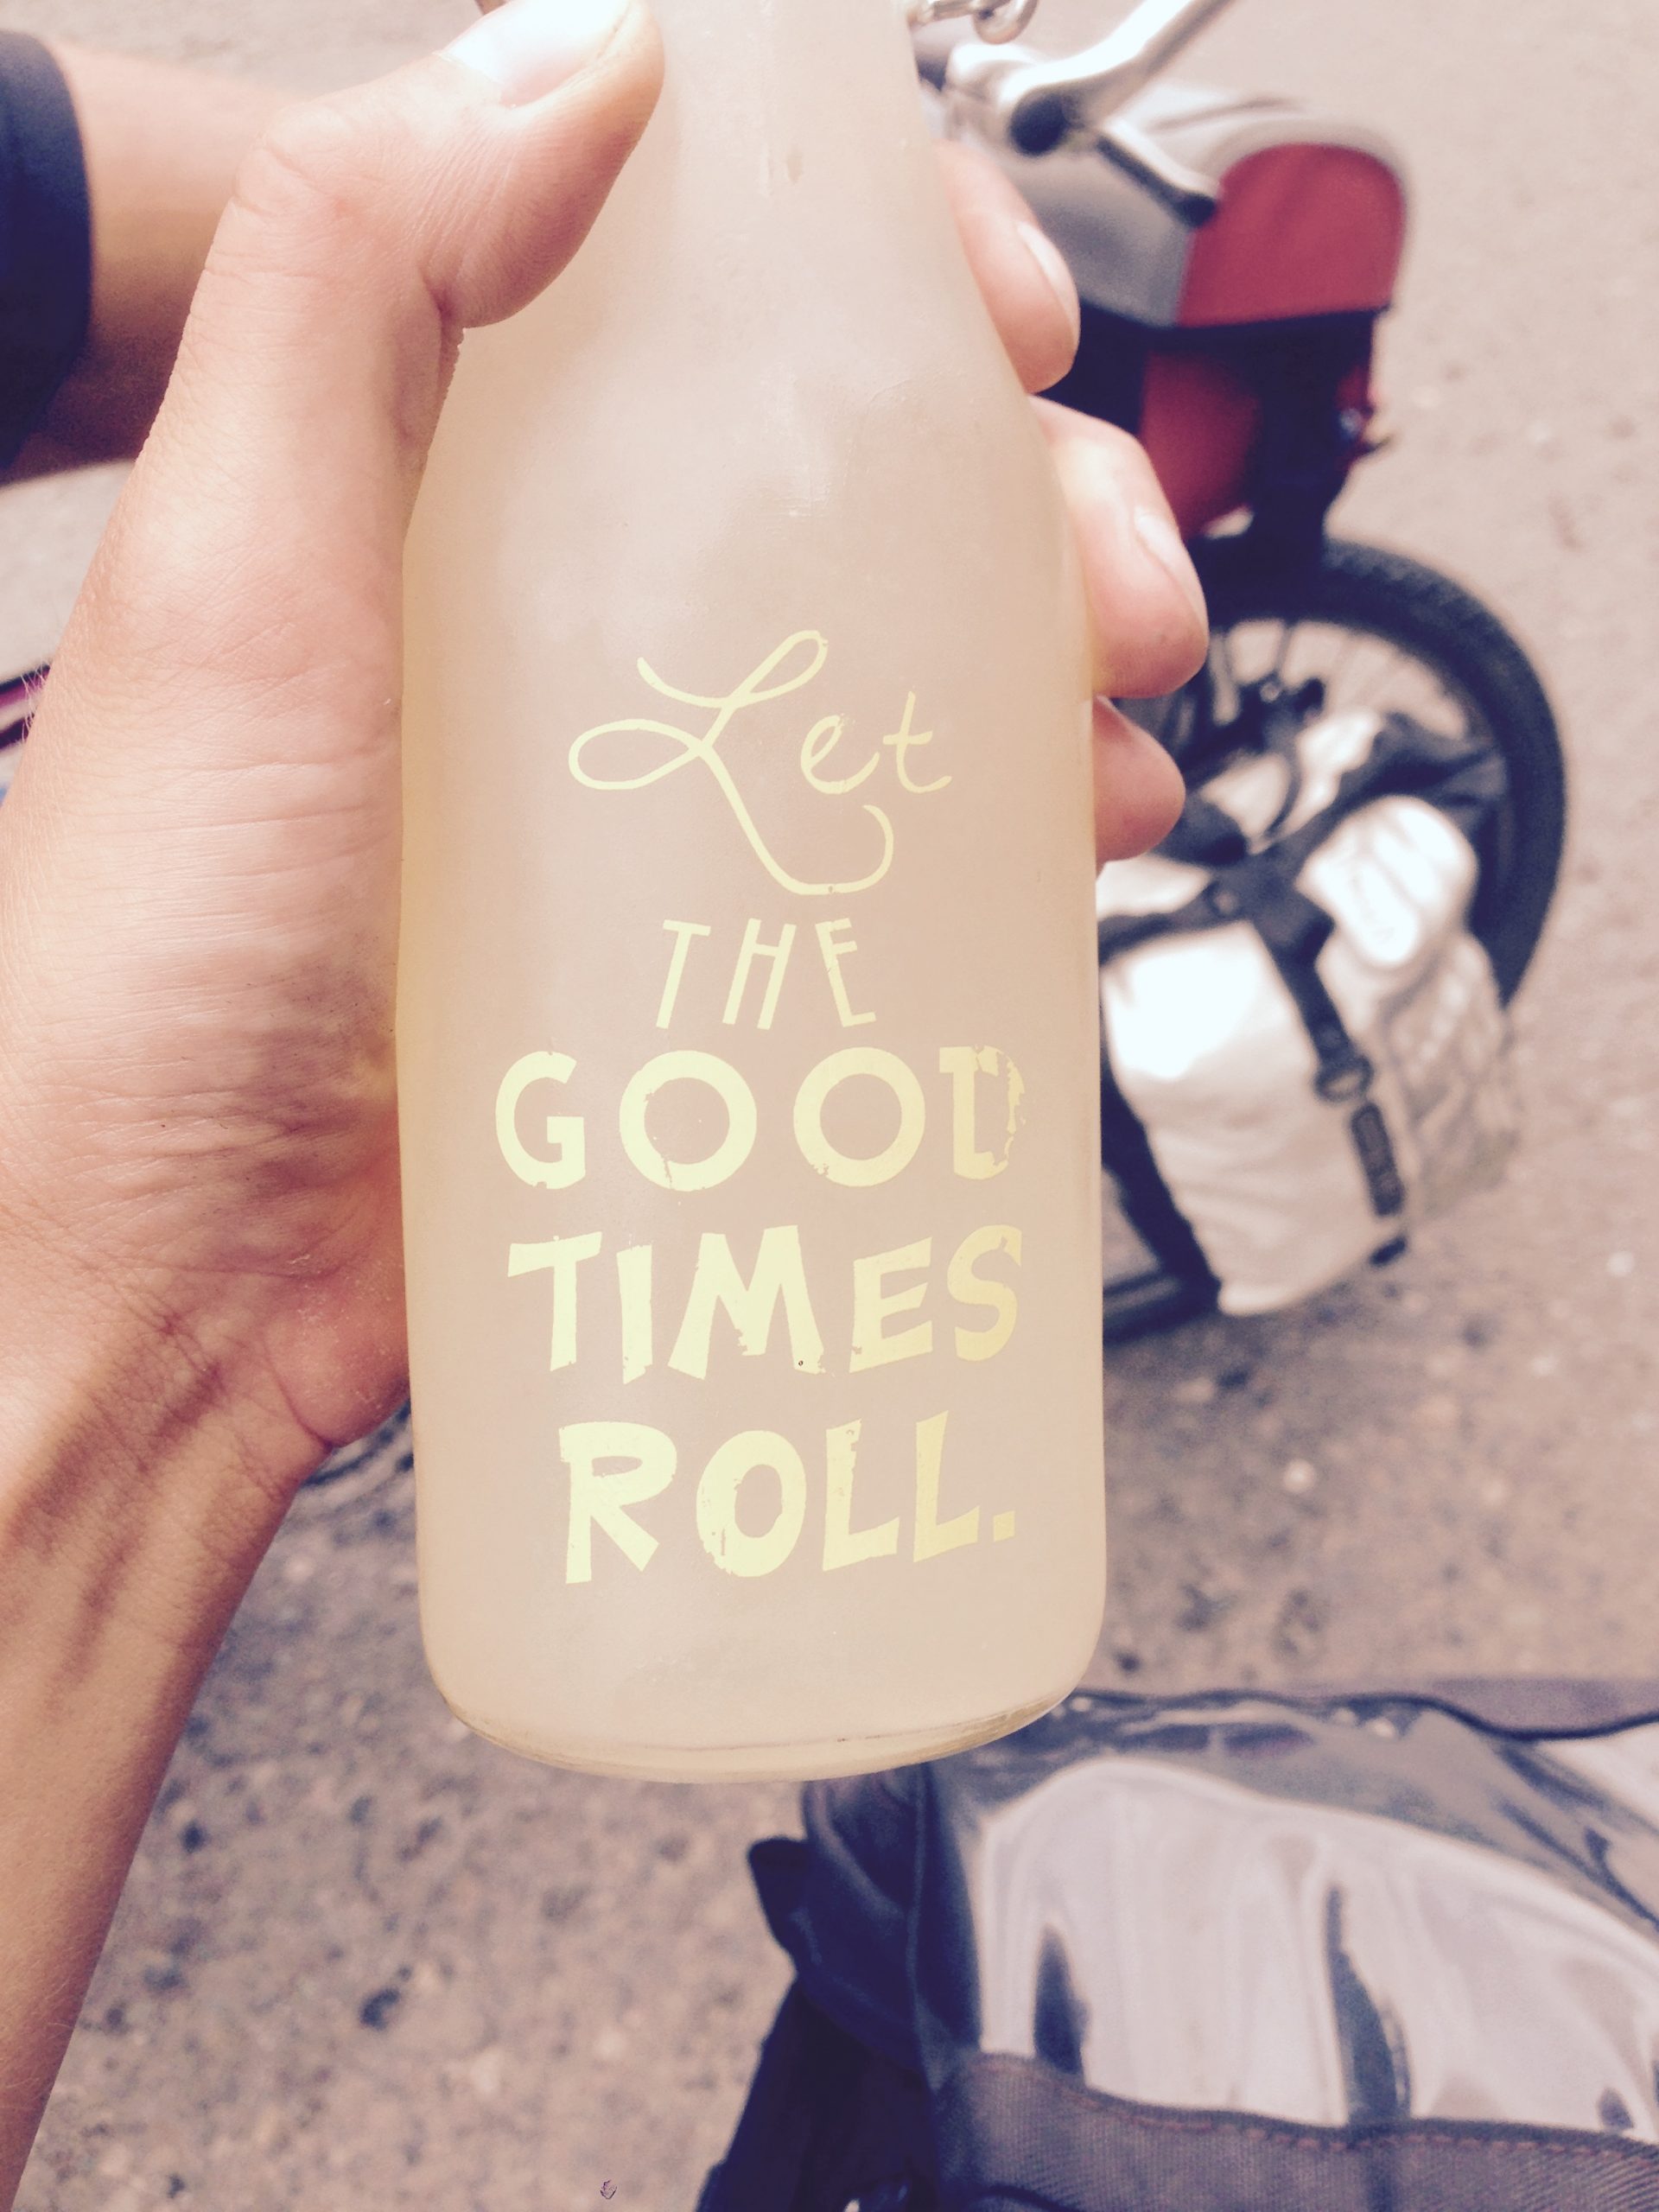 Let
THE
GOOD
TIMES
ROLL.